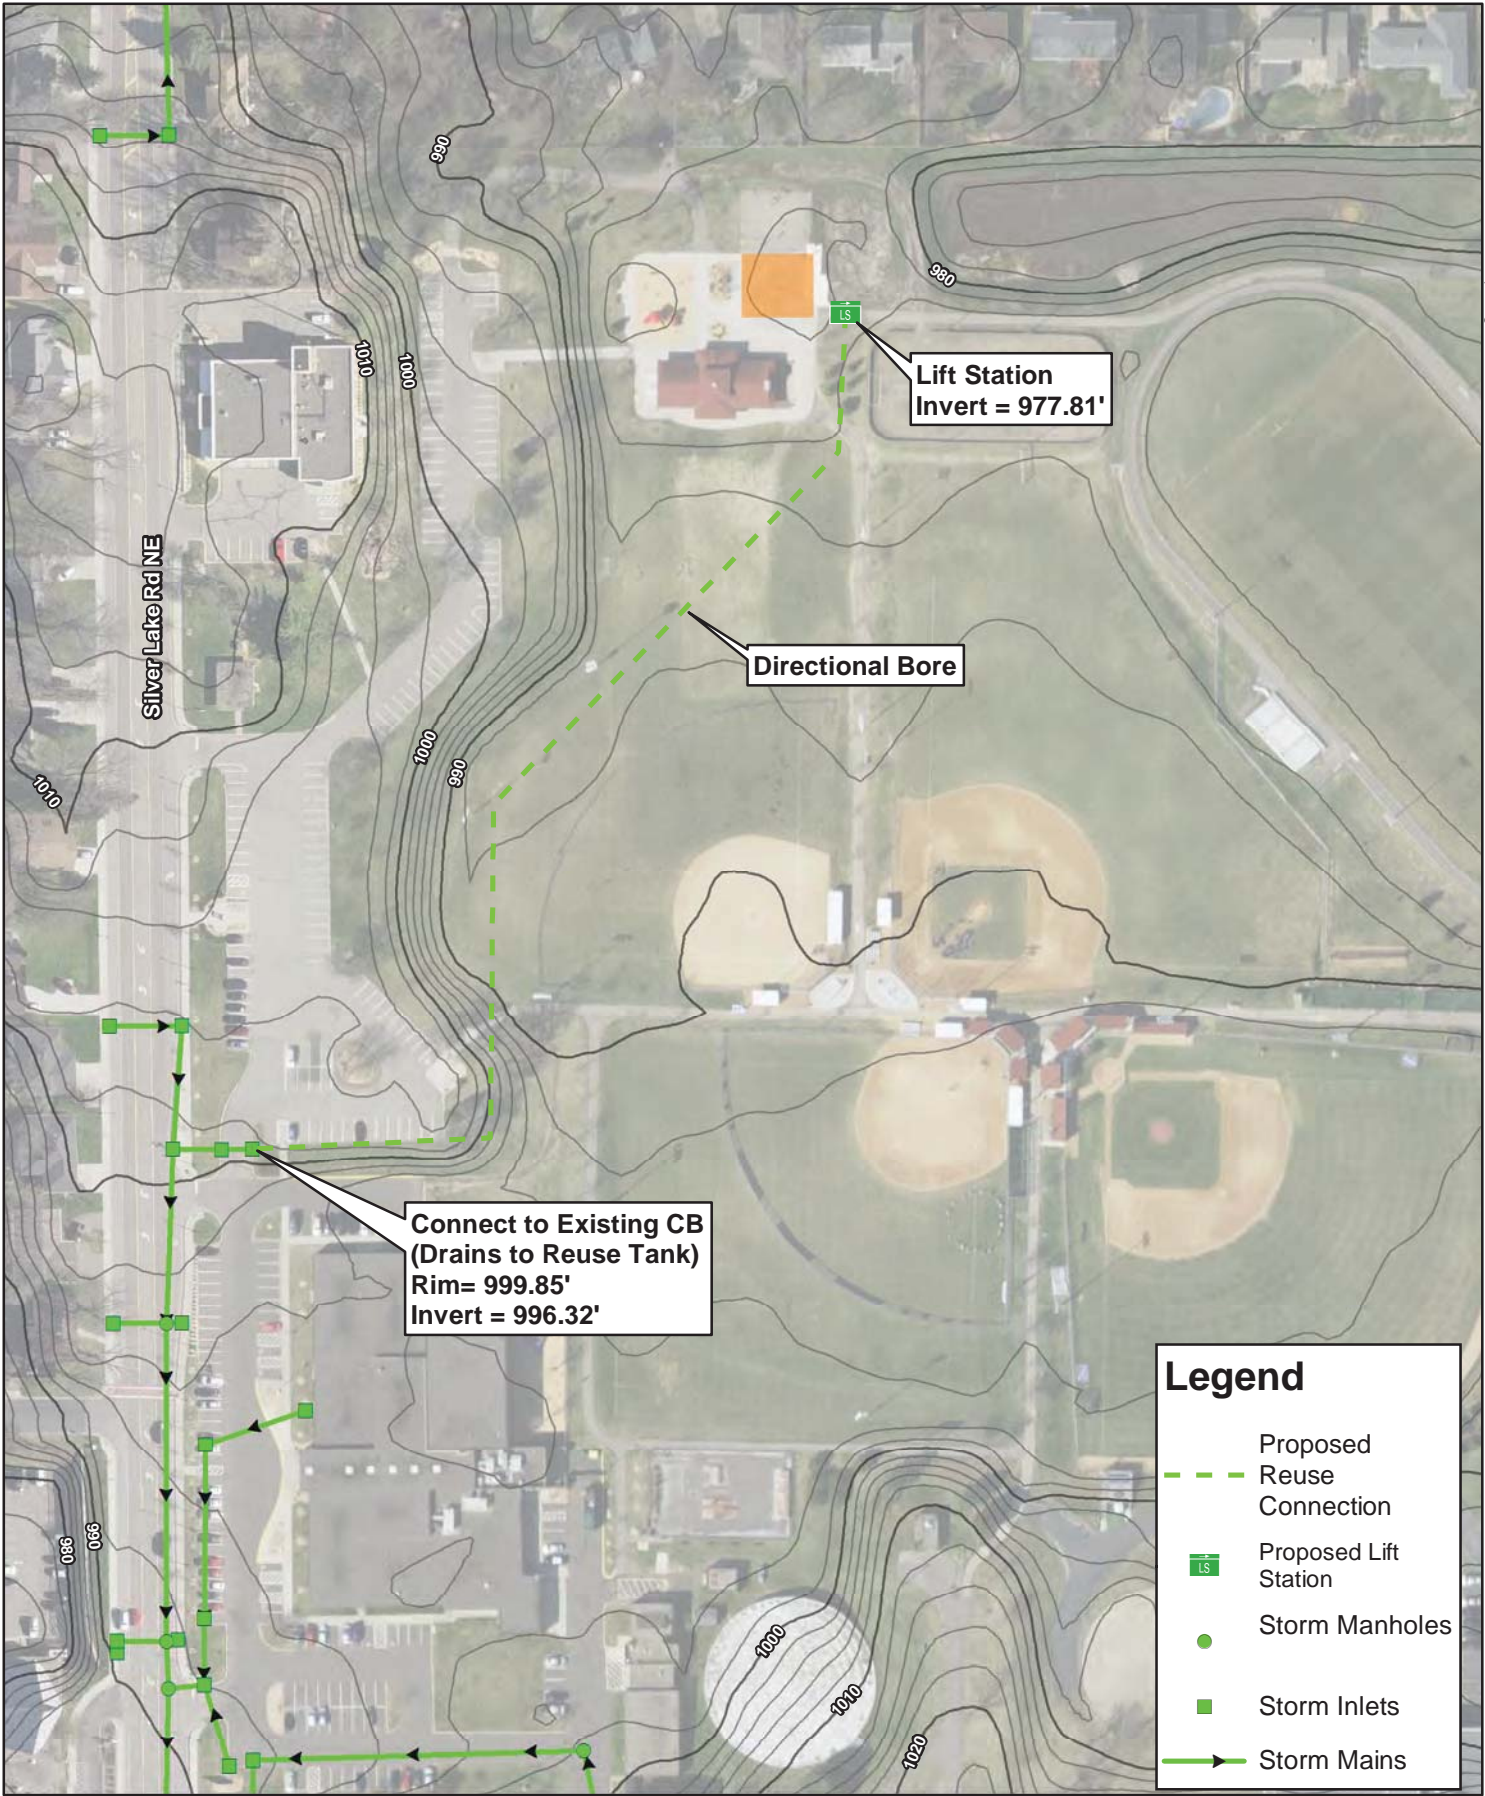 990
980
LS
Lift Station
Invert = 977.81'
1010
1000
Silver Lake Rd NE
Directional Bore
1000
990
1010
Connect to Existing CB
(Drains to Reuse Tank)
Rim= 999.85'
Invert = 996.32'
980
990
1000
1010
1020
Legend
Proposed
Reuse
Connection
LS
Proposed Lift
Station
Storm Manholes
Storm Inlets
Storm Mains